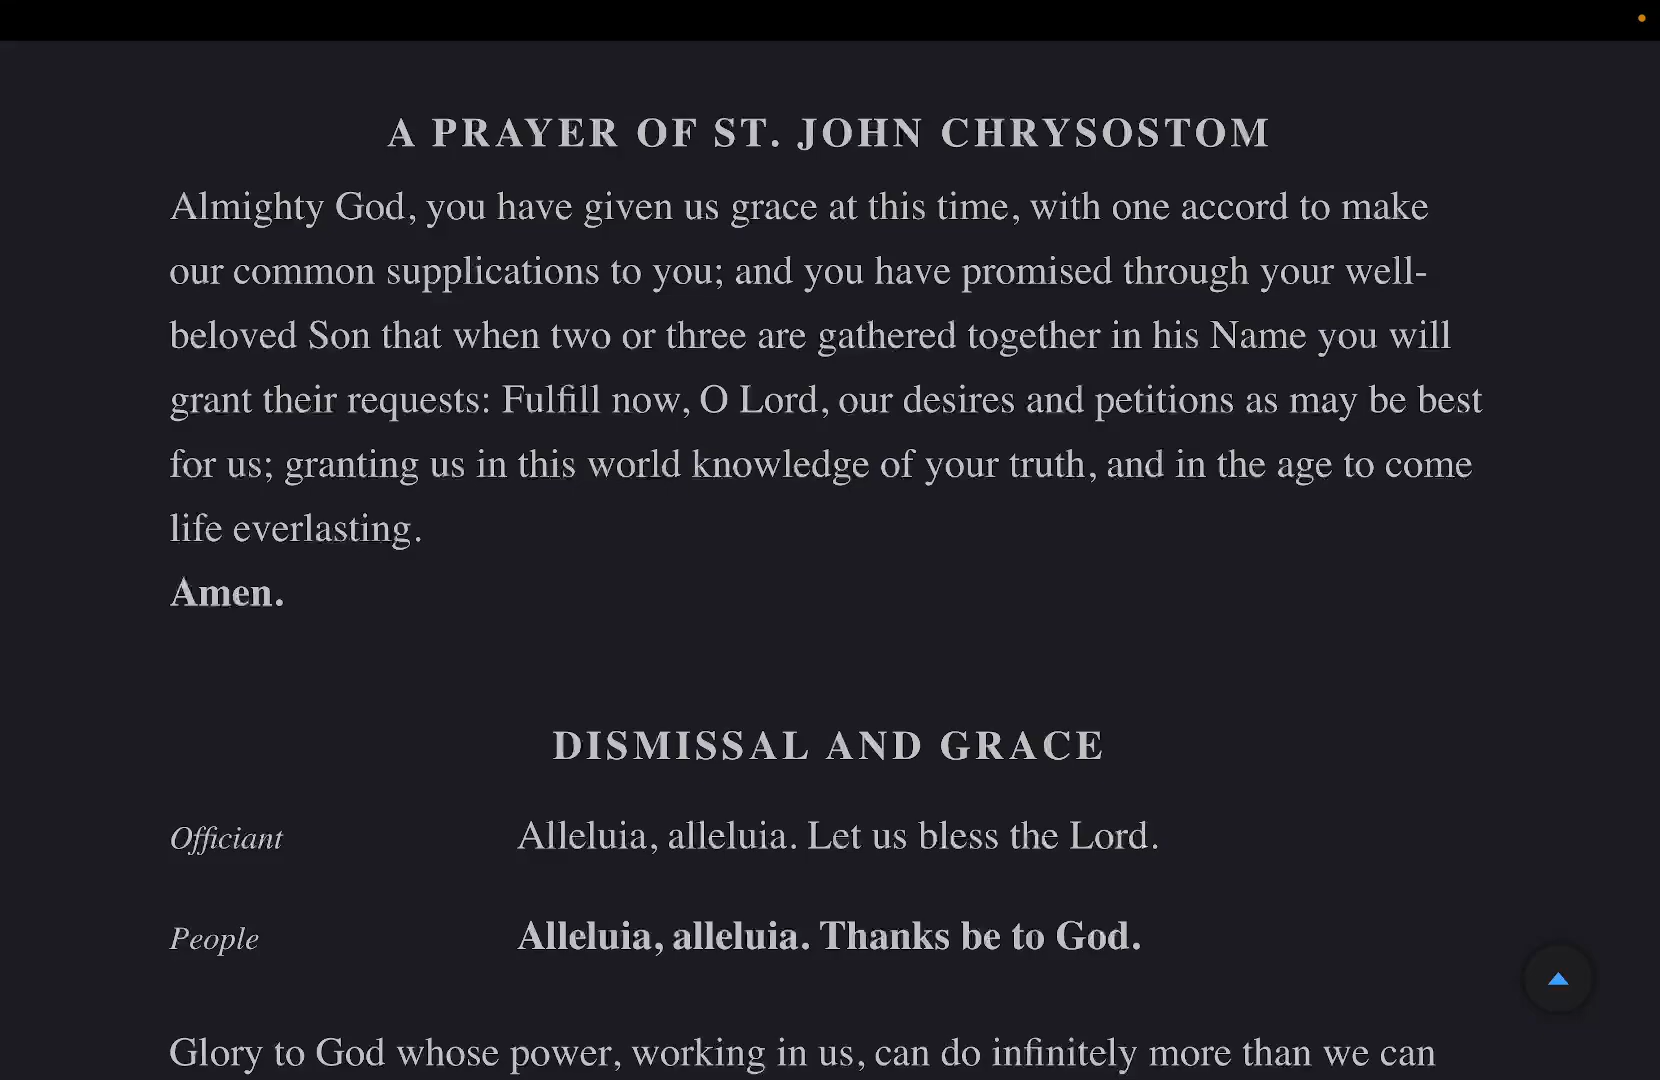 A PRAYER OF ST. JOHN CHRYSOSTOM
Almighty God, you have given us grace at this time, with one accord to make
our common supplications to you; and you have promised through your well-
beloved Son that when two or three are gathered together in his Name you will
grant their requests: Fulfill now, O Lord, our desires and petitions as may be best
for us; granting us in this world knowledge of your truth, and in the age to come
life everlasting.
Amen.
DISMISSAL AND GRACE
Officiant Alleluia, alleluia. Let us bless the Lord.
People Alleluia, alleluia. Thanks be to God.
Glory to God whose power, working in us, can do infinitely more than we can